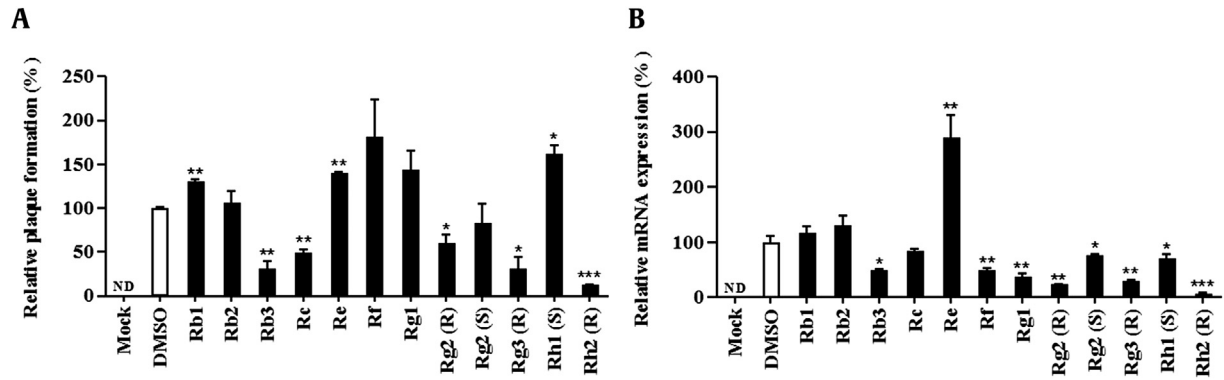 A
B
Relative plaque formation (%)
250
200
150
100
50
0
ND
**
**
**
**
*
*
*
***
Mock
DMSO
Rb1
Rb2
Rb3
Rc
Re
Rf
Rg1
Rg2 (R)
Rg2 (S)
Rg3 (R)
Rh1 (S)
Rh2 (R)
Relative mRNA expression (%)
400
300
200
100
0
ND
*
**
**
**
**
*
**
*
***
Mock
DMSO
Rb1
Rb2
Rb3
Rc
Re
Rf
Rg1
Rg2 (R)
Rg2 (S)
Rg3 (R)
Rh1 (S)
Rh2 (R)